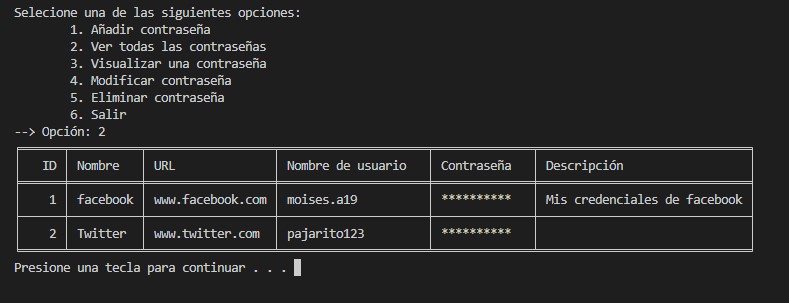 Selecione una de las siguientes opciones:
1. Añadir contraseña
2. Ver todas las contraseñas
3. Visualizar una contraseña
4. Modificar contraseña
5. Eliminar contraseña
6. Salir
--> Opción: 2
ID Nombre URL Nombre de usuario Contraseña Descripción
1 facebook www.facebook.com moises.a19 ********** Mis credenciales de facebook
2 Twitter www.twitter.com pajarito123 **********
Presione una tecla para continuar . . .